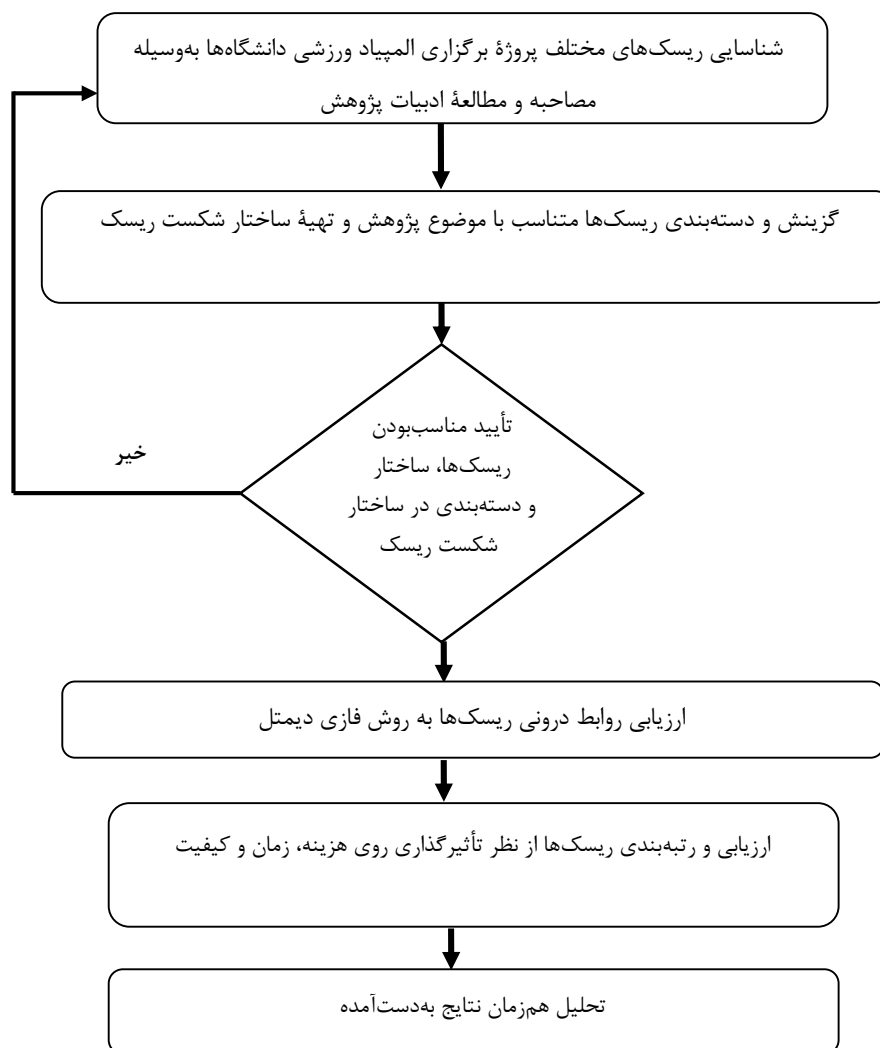 شناسایی ریسک‌های مختلف پروژۀ برگزاری المپیاد ورزشی دانشگاه‌ها به‌وسیله
مصاحبه و مطالعۀ ادبیات پژوهش
گزینش و دسته‌بندی ریسک‌ها متناسب با موضوع پژوهش و تهیۀ ساختار شکست ریسک
تأیید مناسب‌بودن
ریسک‌ها، ساختار
و دسته‌بندی در ساختار
شکست ریسک
خیر
ارزیابی روابط درونی ریسک‌ها به روش فازی دیمتل
ارزیابی و رتبه‌بندی ریسک‌ها از نظر تأثیرگذاری روی هزینه، زمان و کیفیت
تحلیل هم‌زمان نتایج به‌دست‌آمده